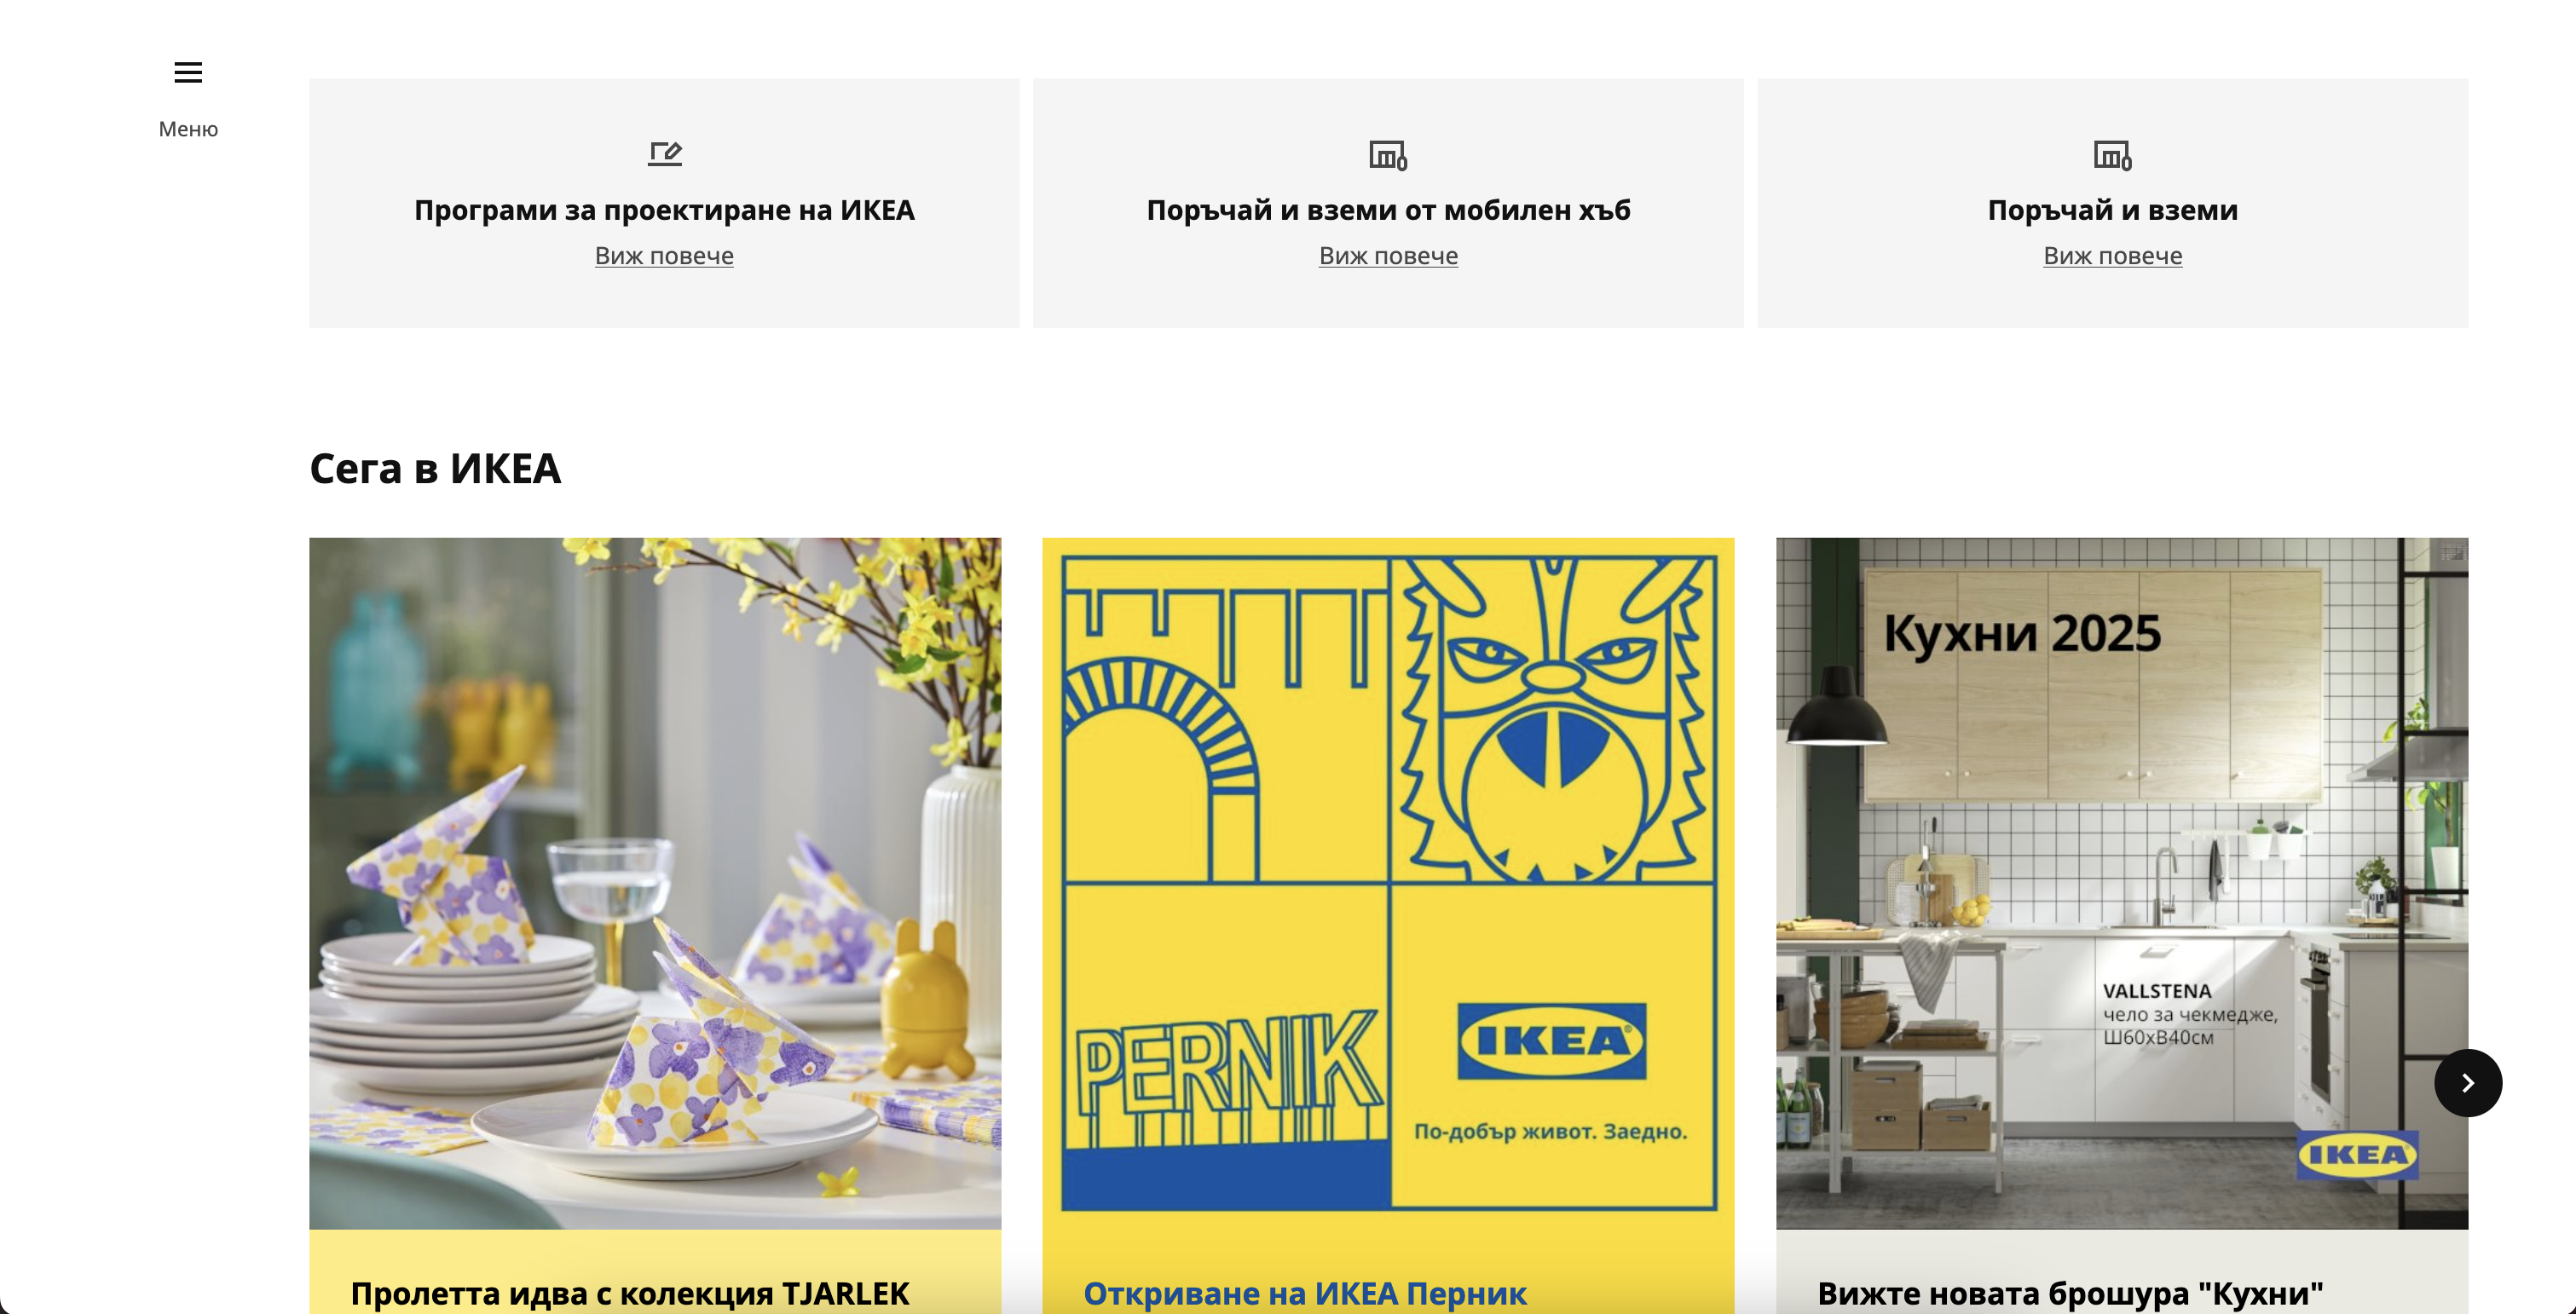 Меню
Програми за проектиране на ИКЕА
Виж повече
Поръчай и вземи от мобилен хъб
Виж повече
Поръчай и вземи
Виж повече
Сега в ИКЕА
PERNIK
IKEA®
По-добър живот. Заедно.
Кухни 2025
VALLSTENA
чело за чекмедже,
Ш60хВ40см
IKEA
Пролетта идва с колекция TJARLEK
Откриване на ИКЕА Перник
Вижте новата брошура "Кухни"